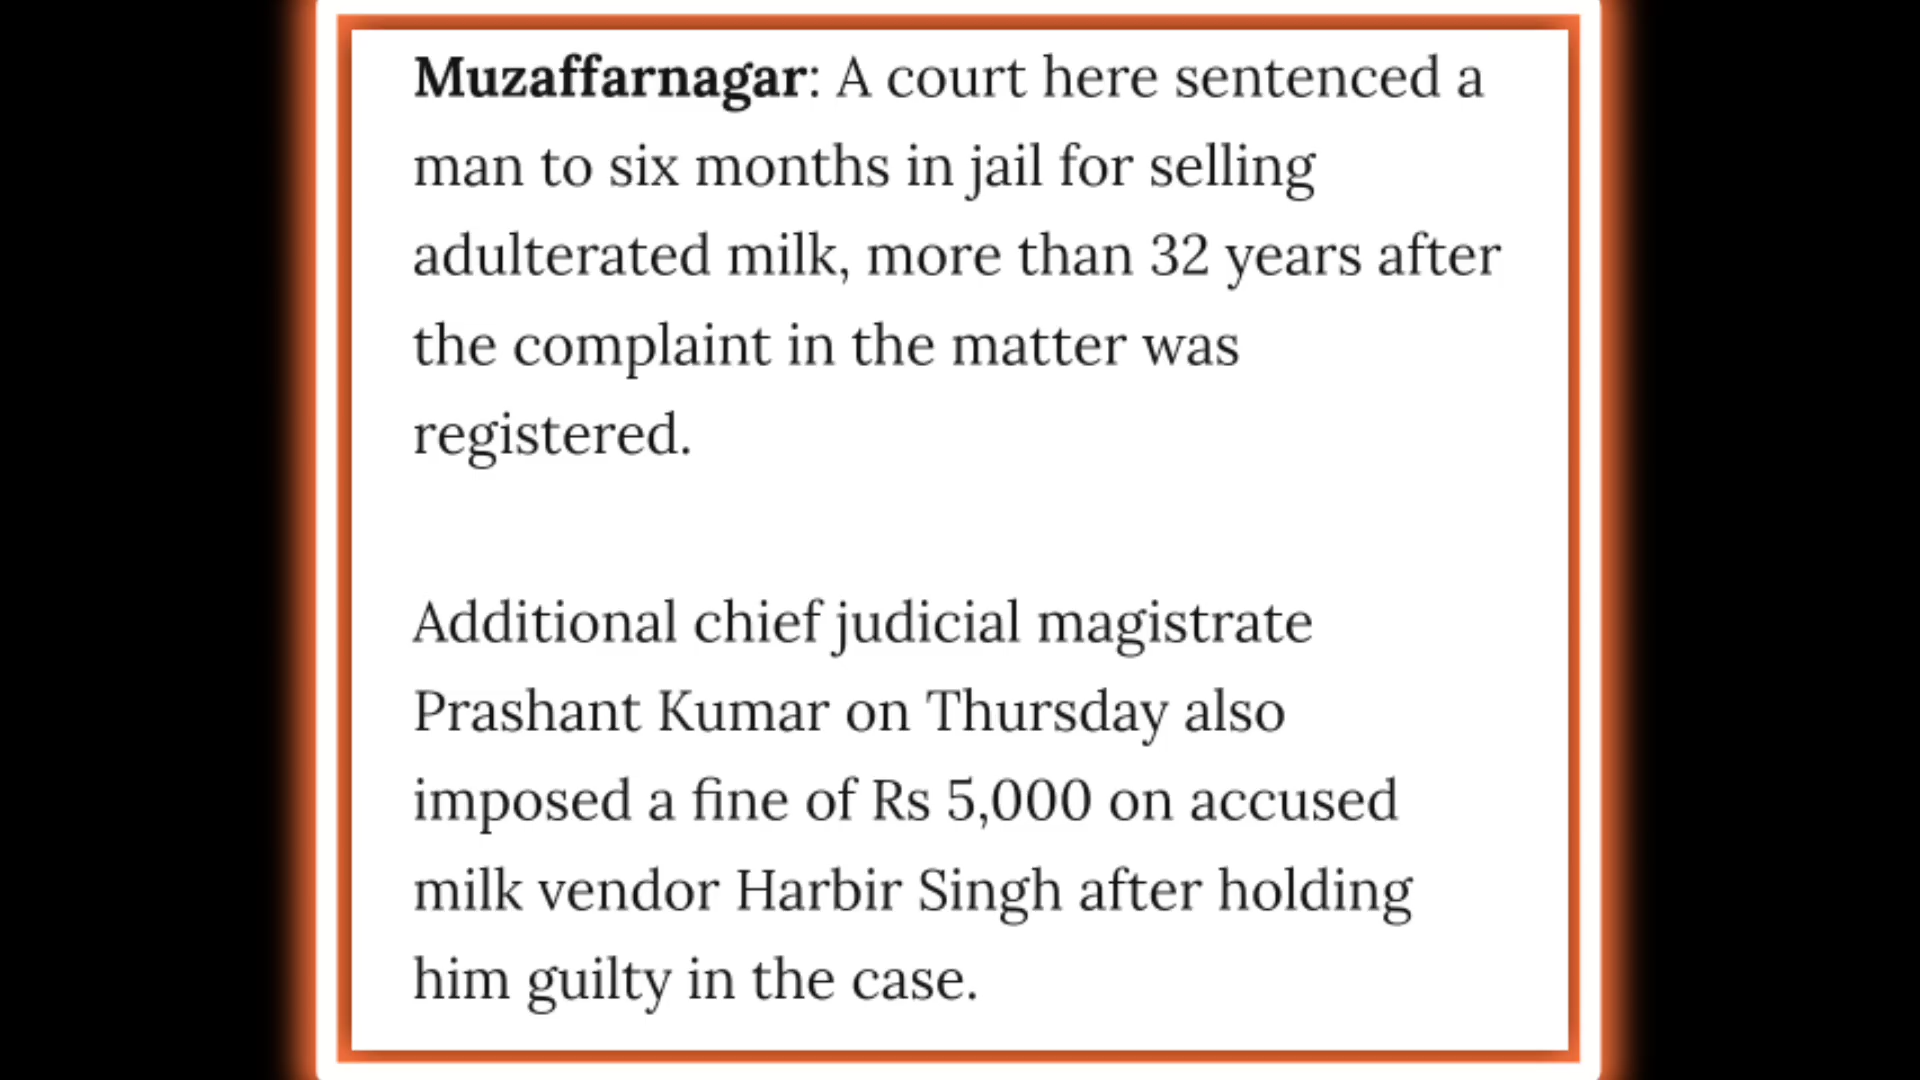 Muzaffarnagar: A court here sentenced a
man to six months in jail for selling
adulterated milk, more than 32 years after
the complaint in the matter was
registered.
Additional chief judicial magistrate
Prashant Kumar on Thursday also
imposed a fine of Rs 5,000 on accused
milk vendor Harbir Singh after holding
him guilty in the case.